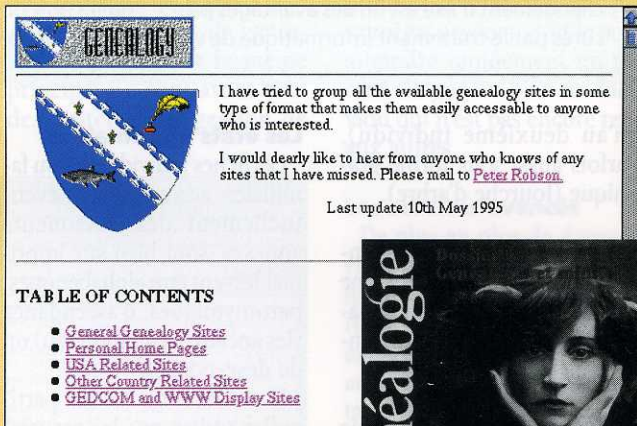 GENEALOGY
I have tried to group all the available genealogy sites in some
type of format that makes them easily accessable to anyone
who is interested.
I would dearly like to hear from anyone who knows of any
sites that I have missed. Please mail to Peter Robson.
Last update 10th May 1995
TABLE OF CONTENTS
General Genealogy Sites
Personal Home Pages
USA Related Sites
Other Country Related Sites
GEDCOM and WWW Display Sites
néalogie